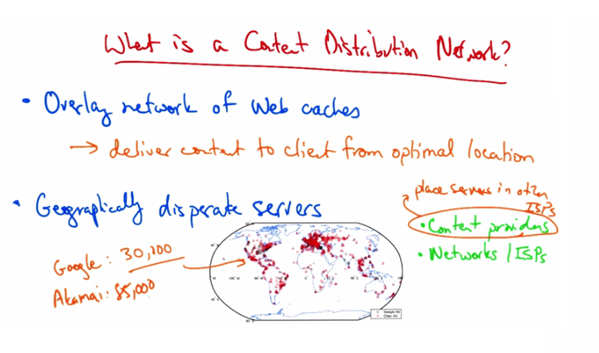 What is a Content Distribution Network?
• Overlay network of Web caches
→ deliver content to client from optimal location
• Geographically disperate servers
place servers in other
ISPs
• Content providers
• Networks / ISPs
Google: 30,100
Akamai: 85,000